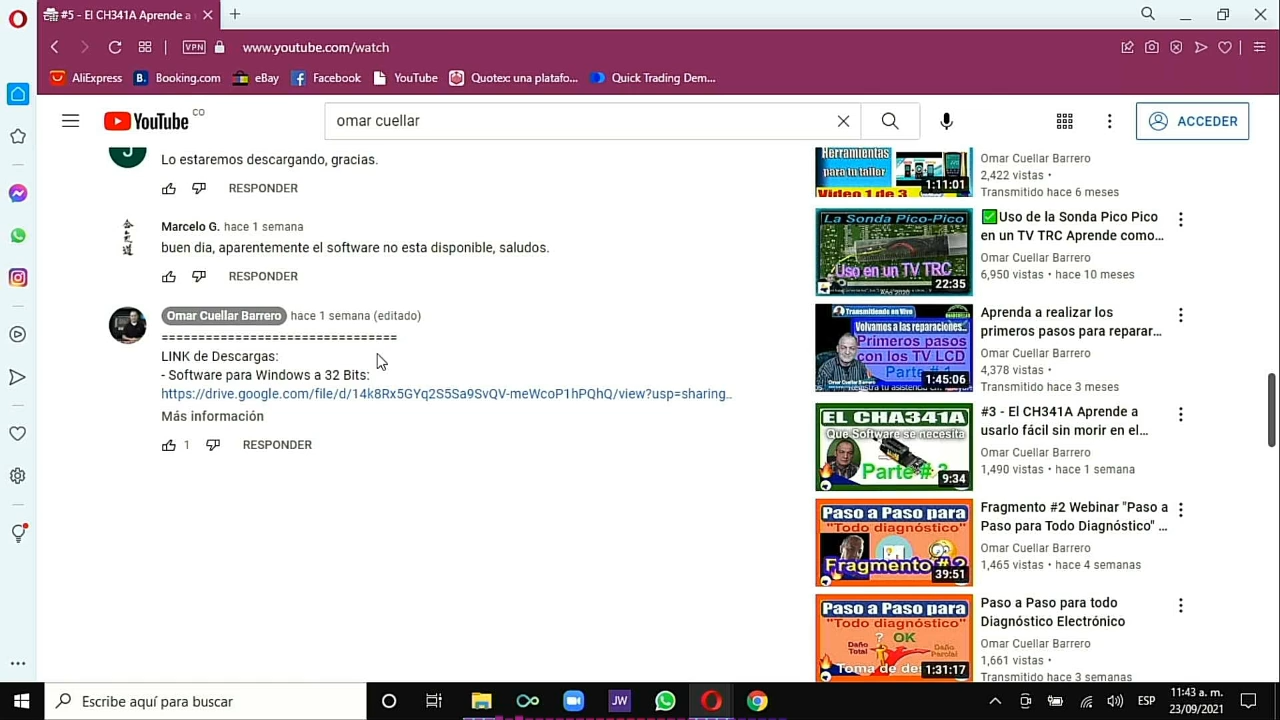 #5 - El CH341A Aprende a
VPN
www.youtube.com/watch
AliExpress
Booking.com
eBay
Facebook
YouTube
Quotex: una platafo...
Quick Trading Dem...
YouTube CO
omar cuellar
ACCEDER
J
Lo estaremos descargando, gracias.
RESPONDER
Marcelo G. hace 1 semana
buen dia, aparentemente el software no esta disponible, saludos.
RESPONDER
Omar Cuellar Barrero hace 1 semana (editado)
================================
LINK de Descargas:
- Software para Windows a 32 Bits:
https://drive.google.com/file/d/14k8Rx5GYq2S5Sa9SvQV-meWcoP1hPQhQ/view?usp=sharing...
Más información
1
RESPONDER
Herramientas
para tu taller
Video 1 de 3
1:11:01
Omar Cuellar Barrero
2,422 vistas • Transmitido hace 6 meses
La Sonda Pico-Pico
Uso en un TV TRC
22:35
Uso de la Sonda Pico Pico
en un TV TRC Aprende como...
Omar Cuellar Barrero
6,950 vistas • hace 10 meses
Transmitiendo en Vivo
Volvamos a las reparaciones...
Primeros pasos
con los TV LCD
1:45:06
Aprenda a realizar los
primeros pasos para reparar...
Omar Cuellar Barrero
4,378 vistas • Transmitido hace 3 meses
EL CHA341A
Que Software se necesita
Parte # 3
9:34
#3 - El CH341A Aprende a
usarlo fácil sin morir en el...
Omar Cuellar Barrero
1,490 vistas • hace 1 semana
Paso a Paso para
"Todo diagnóstico"
Fragmento # 2
39:51
Fragmento #2 Webinar "Paso a
Paso para Todo Diagnóstico" ...
Omar Cuellar Barrero
1,465 vistas • hace 4 semanas
Paso a Paso para
"Todo diagnóstico"
? OK
Daño Total
Daño Parcial
Toma de de
1:31:17
Paso a Paso para todo
Diagnóstico Electrónico
Omar Cuellar Barrero
1,661 vistas • Transmitido hace 3 semanas
Escribe aquí para buscar
JW
ESP
11:43 a. m.
23/09/2021